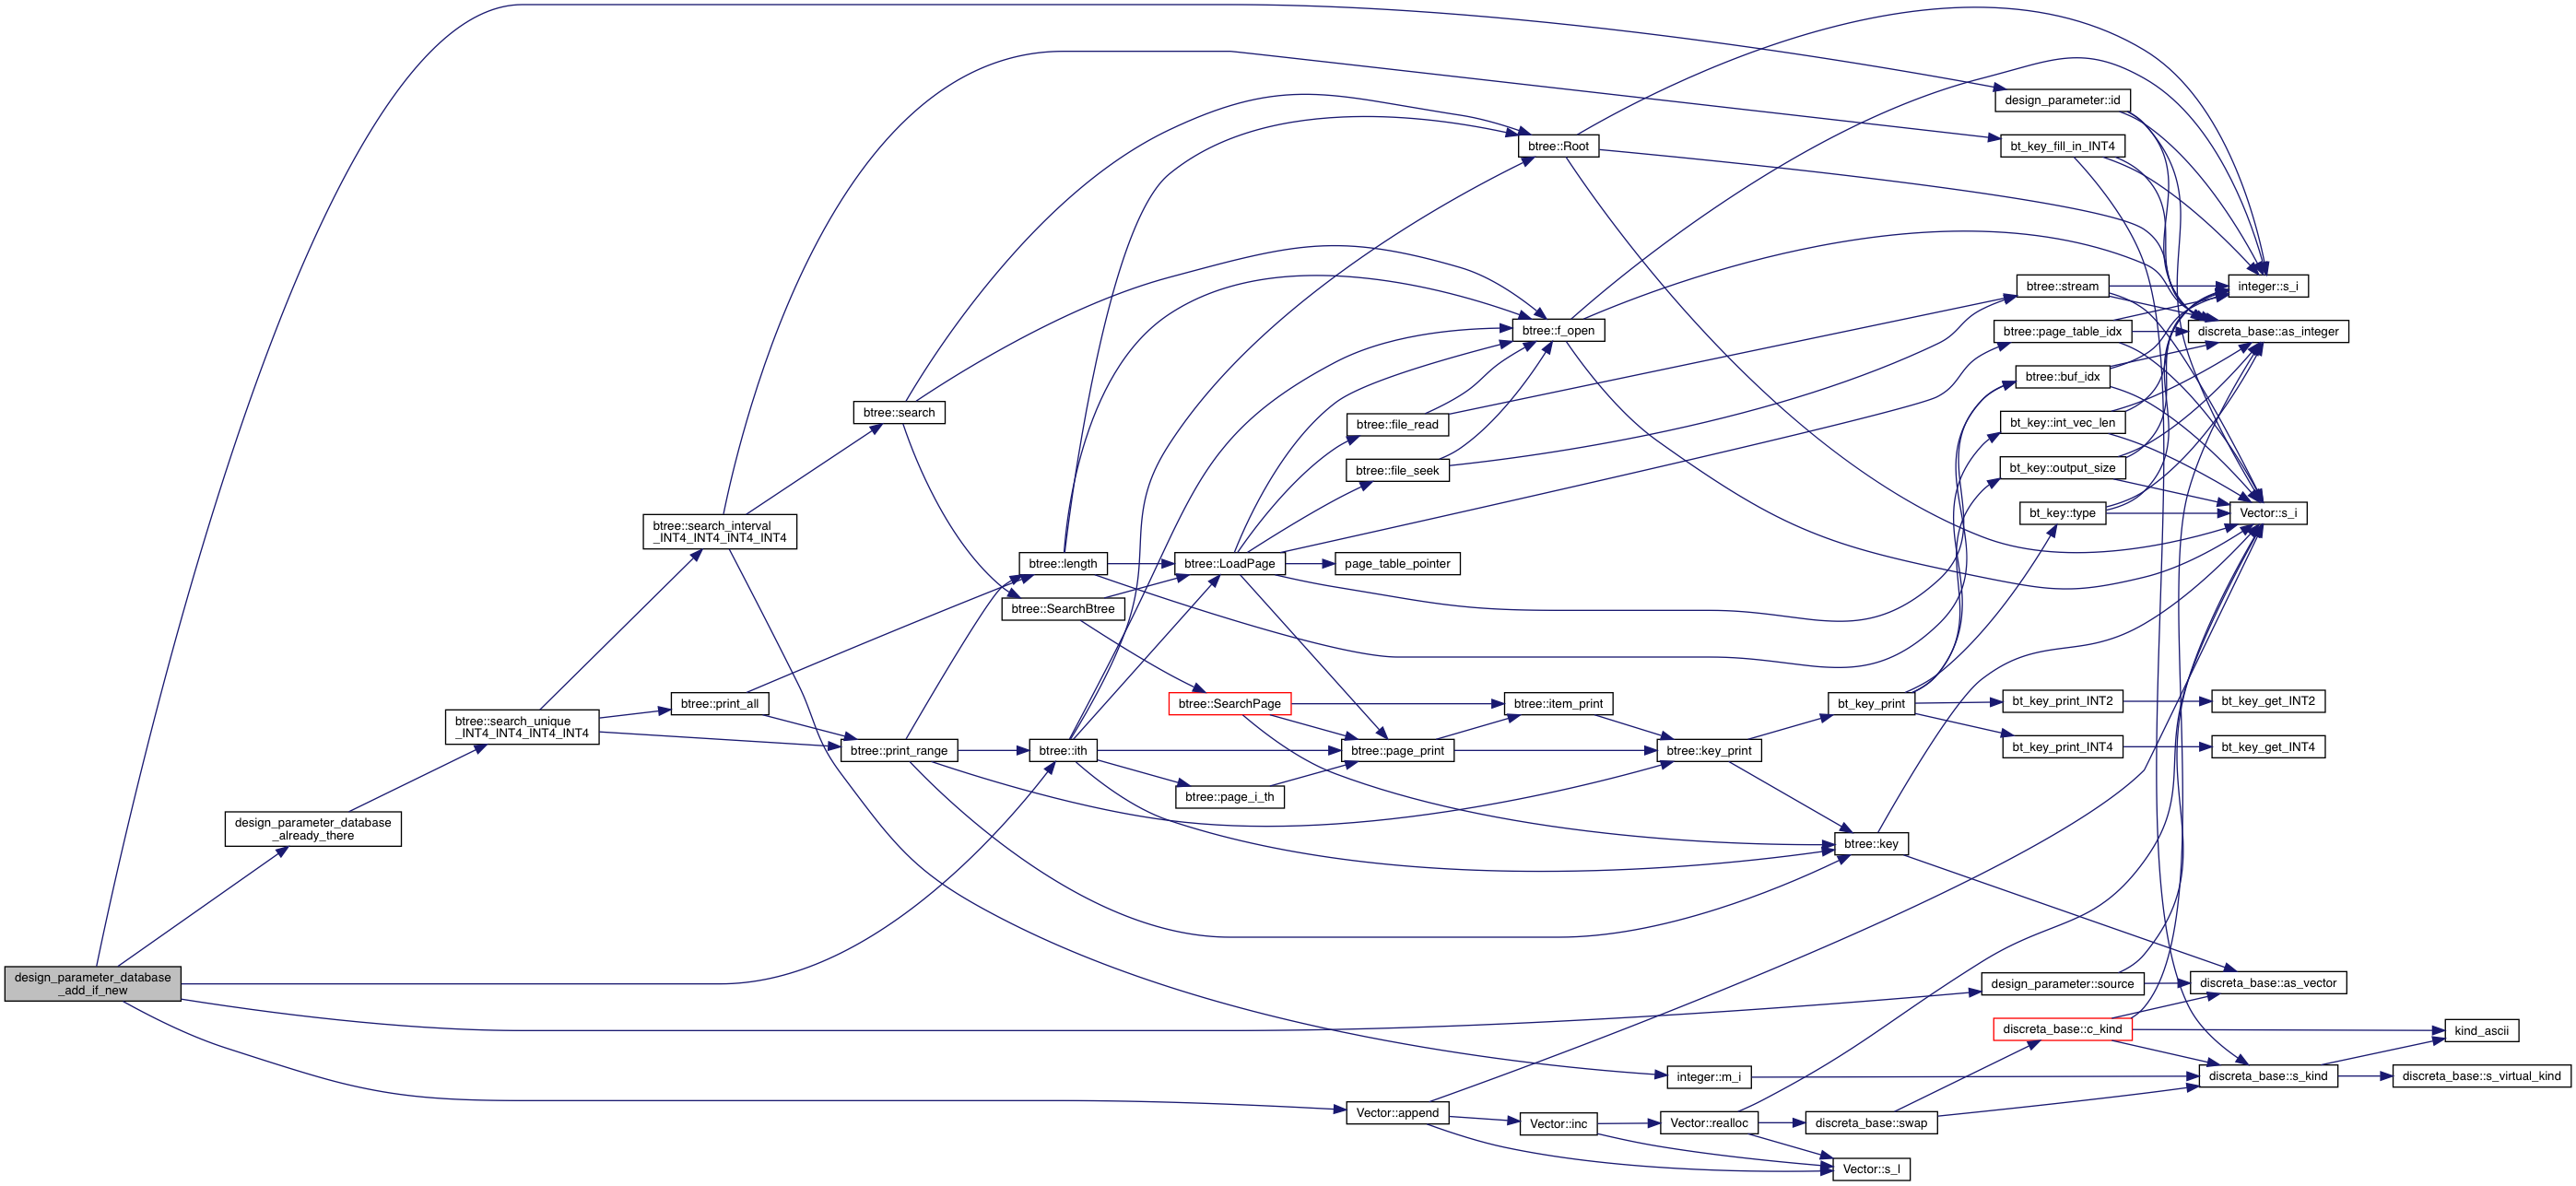 design_parameter_database
_add_if_new
design_parameter_database
_already_there
btree::search_unique
_INT4_INT4_INT4_INT4
btree::search_interval
_INT4_INT4_INT4_INT4
btree::print_all
btree::print_range
btree::search
btree::length
btree::SearchBtree
btree::ith
btree::LoadPage
btree::SearchPage
btree::page_i_th
btree::file_read
btree::file_seek
page_table_pointer
btree::page_print
Vector::append
btree::Root
btree::f_open
btree::item_print
Vector::inc
btree::key_print
integer::m_i
Vector::realloc
bt_key_print
btree::key
discreta_base::swap
Vector::s_l
design_parameter::id
bt_key_fill_in_INT4
btree::stream
btree::page_table_idx
btree::buf_idx
bt_key::int_vec_len
bt_key::output_size
bt_key::type
bt_key_print_INT2
bt_key_print_INT4
design_parameter::source
discreta_base::c_kind
integer::s_i
discreta_base::as_integer
Vector::s_i
bt_key_get_INT2
bt_key_get_INT4
discreta_base::as_vector
discreta_base::s_kind
kind_ascii
discreta_base::s_virtual_kind